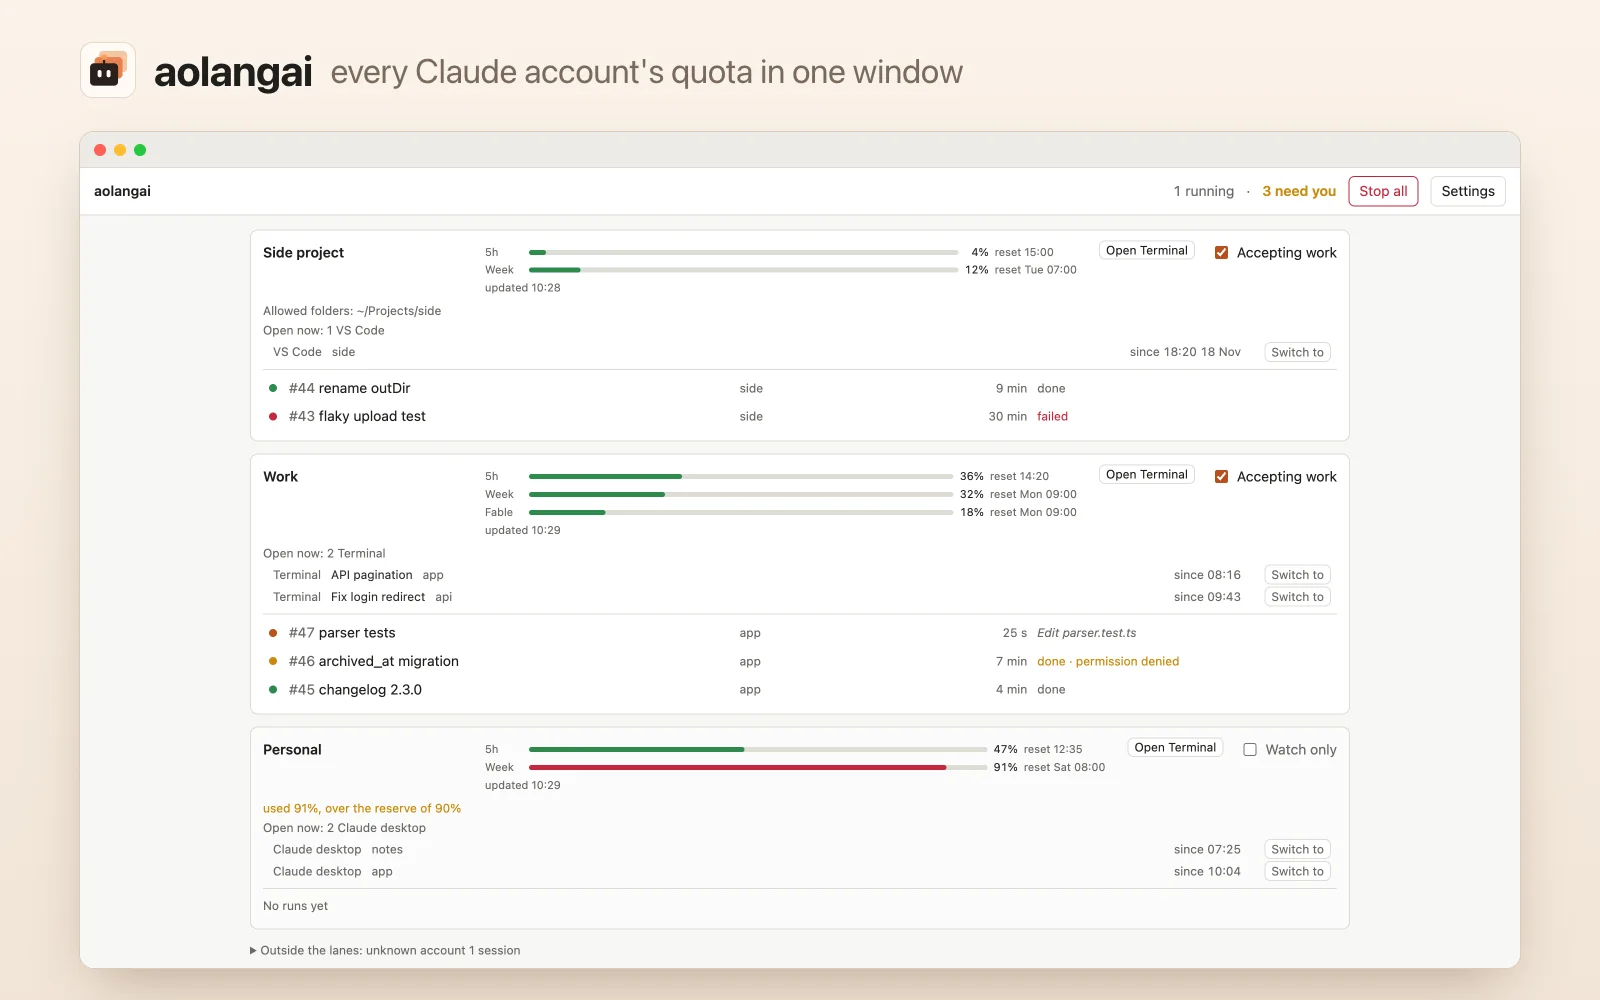 aolangai every Claude account's quota in one window
aolangai 1 running · 3 need you Stop all Settings
Side project 5h 4% reset 15:00 Open Terminal Accepting work
Week 12% reset Tue 07:00
updated 10:28
Allowed folders: ~/Projects/side
Open now: 1 VS Code
VS Code side since 18:20 18 Nov Switch to
#44 rename outDir side 9 min done
#43 flaky upload test side 30 min failed
Work 5h 36% reset 14:20 Open Terminal Accepting work
Week 32% reset Mon 09:00
Fable 18% reset Mon 09:00
updated 10:29
Open now: 2 Terminal
Terminal API pagination app since 08:16 Switch to
Terminal Fix login redirect api since 09:43 Switch to
#47 parser tests app 25 s Edit parser.test.ts
#46 archived_at migration app 7 min done · permission denied
#45 changelog 2.3.0 app 4 min done
Personal 5h 47% reset 12:35 Open Terminal Watch only
Week 91% reset Sat 08:00
updated 10:29
used 91%, over the reserve of 90%
Open now: 2 Claude desktop
Claude desktop notes since 07:25 Switch to
Claude desktop app since 10:04 Switch to
No runs yet
Outside the lanes: unknown account 1 session